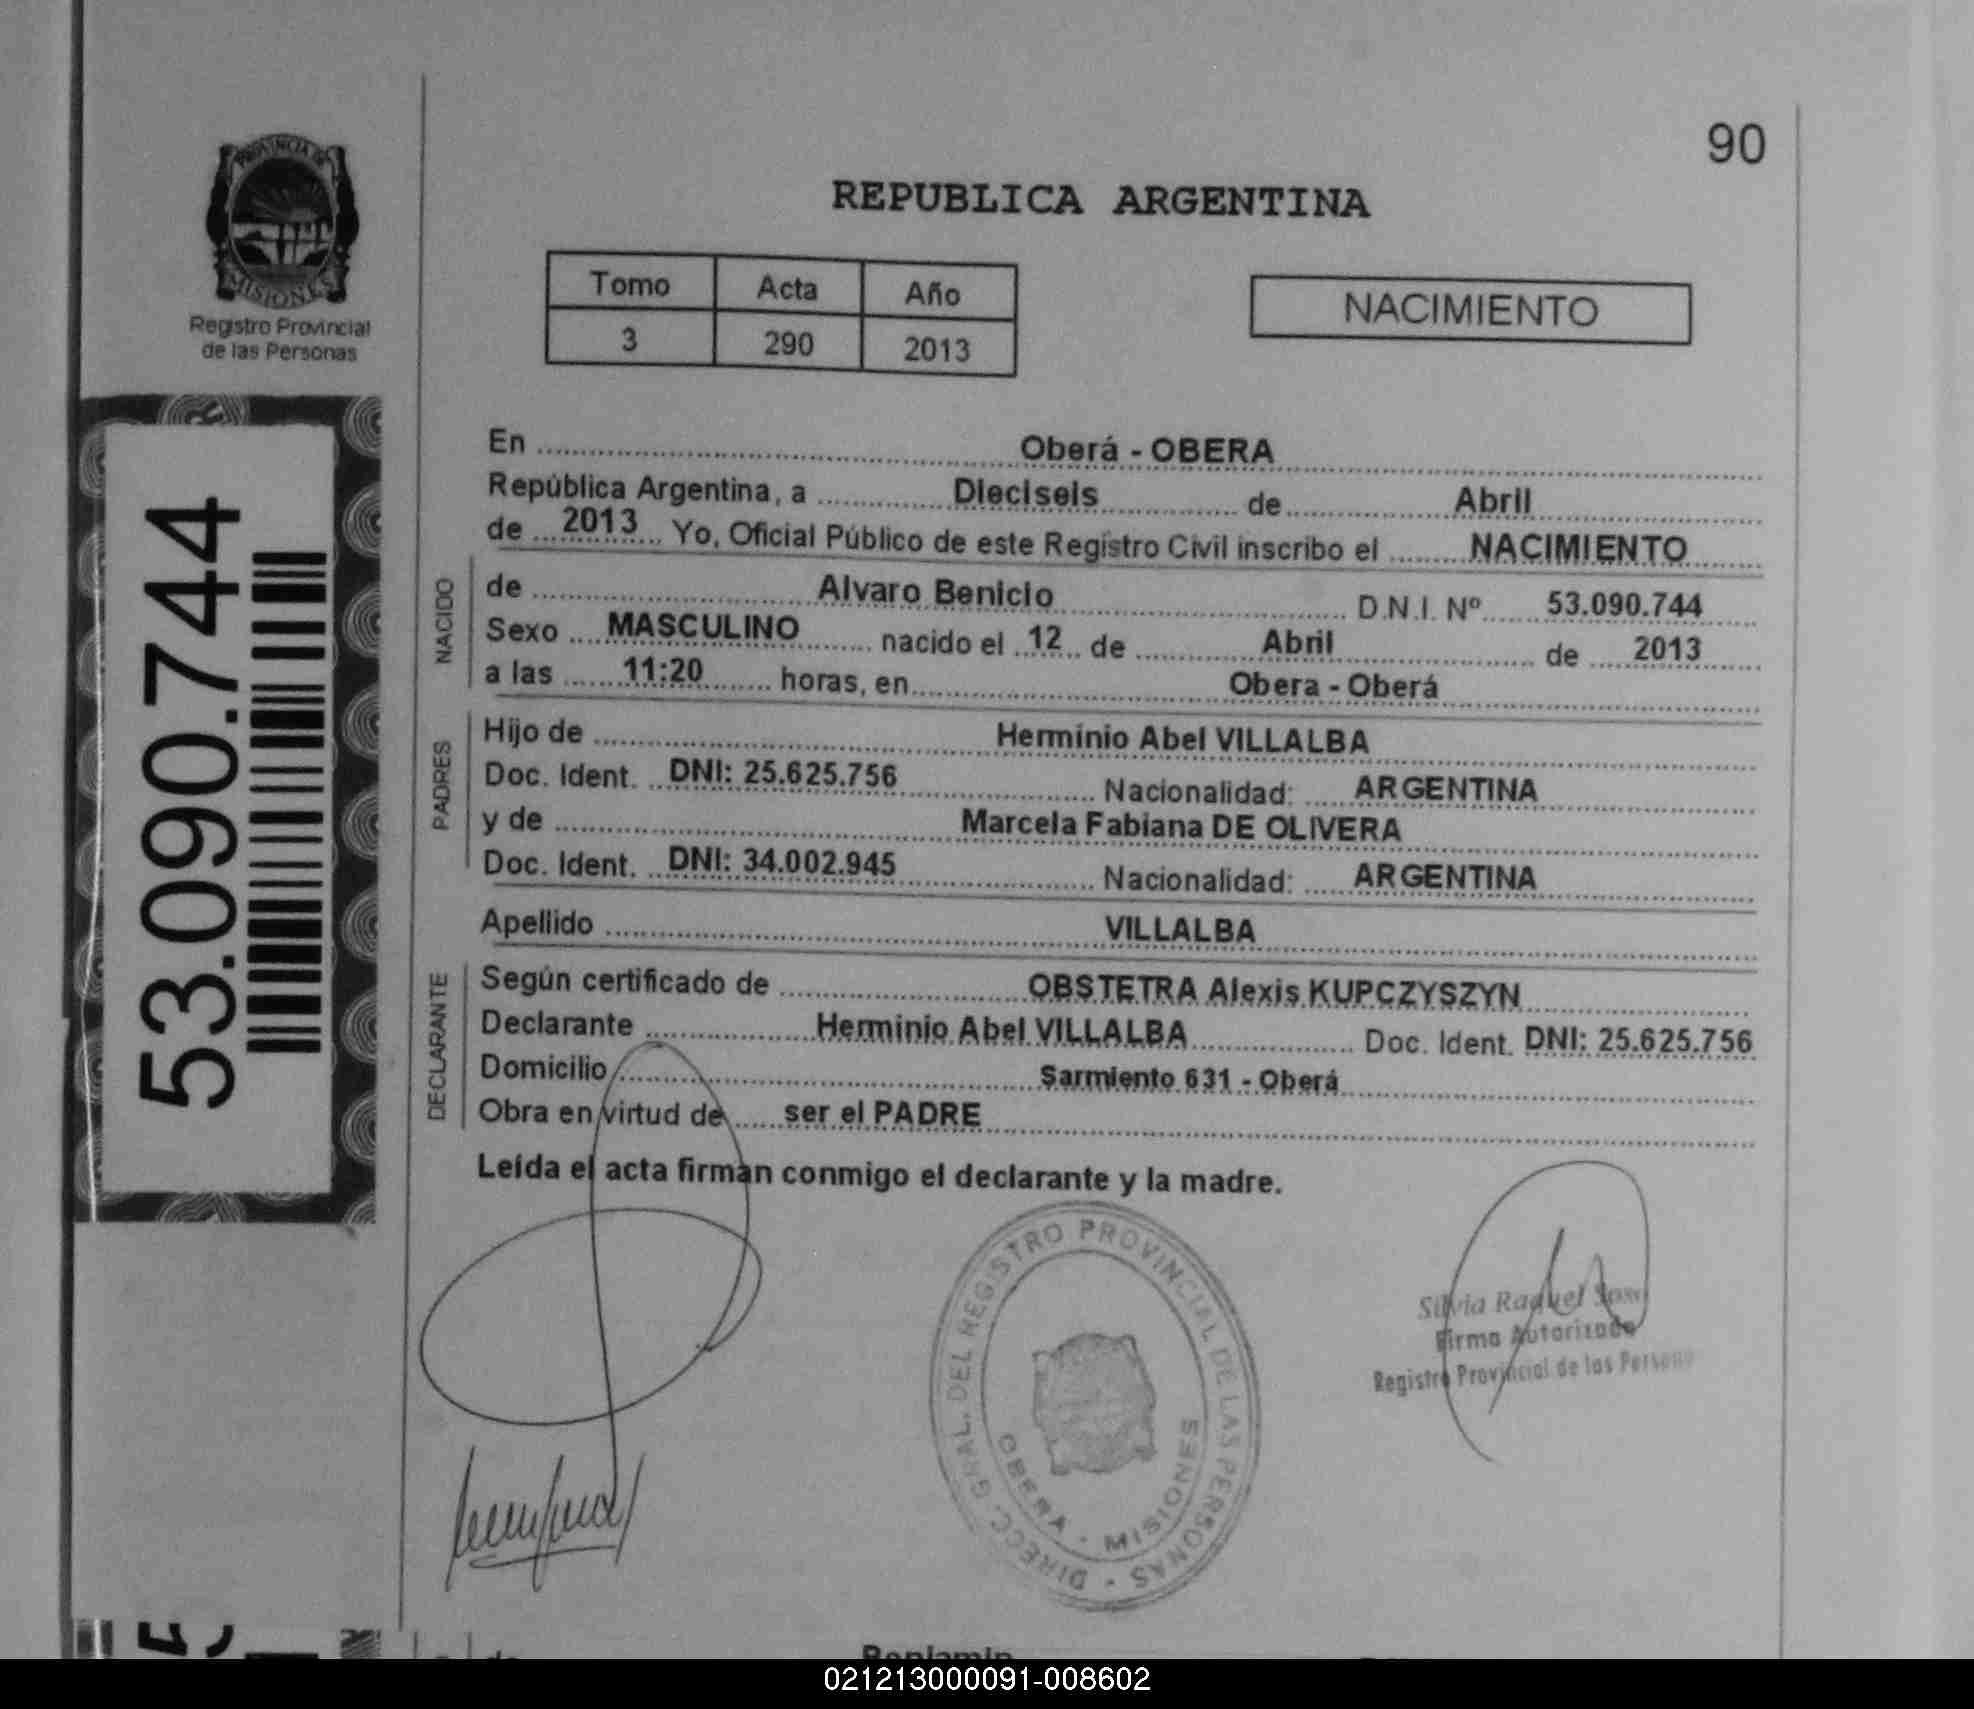 PROVINCIA DE
MISIONES
Registro Provincial
de las Personas
53.090.744
90
REPUBLICA ARGENTINA
Tomo Acta Año
3 290 2013
NACIMIENTO
En Oberá - OBERA
República Argentina, a Dieciseis de Abril
de 2013 Yo, Oficial Público de este Registro Civil inscribo el NACIMIENTO
NACIDO
de Alvaro Benicio D.N.I. Nº 53.090.744
Sexo MASCULINO nacido el 12 de Abril de 2013
a las 11:20 horas, en Obera - Oberá
PADRES
Hijo de Herminio Abel VILLALBA
Doc. Ident. DNI: 25.625.756 Nacionalidad: ARGENTINA
y de Marcela Fabiana DE OLIVERA
Doc. Ident. DNI: 34.002.945 Nacionalidad: ARGENTINA
Apellido VILLALBA
DECLARANTE
Según certificado de OBSTETRA Alexis KUPCZYSZYN
Declarante Herminio Abel VILLALBA Doc. Ident. DNI: 25.625.756
Domicilio Sarmiento 631 - Oberá
Obra en virtud de ser el PADRE
Leída el acta firman conmigo el declarante y la madre.
DIRECC. GRAL. DEL REGISTRO PROVINCIAL DE LAS PERSONAS
OBERA - MISIONES
Silvia Raquel
Firma Autorizada
Registro Provincial de las
Benjamin
021213000091-008602